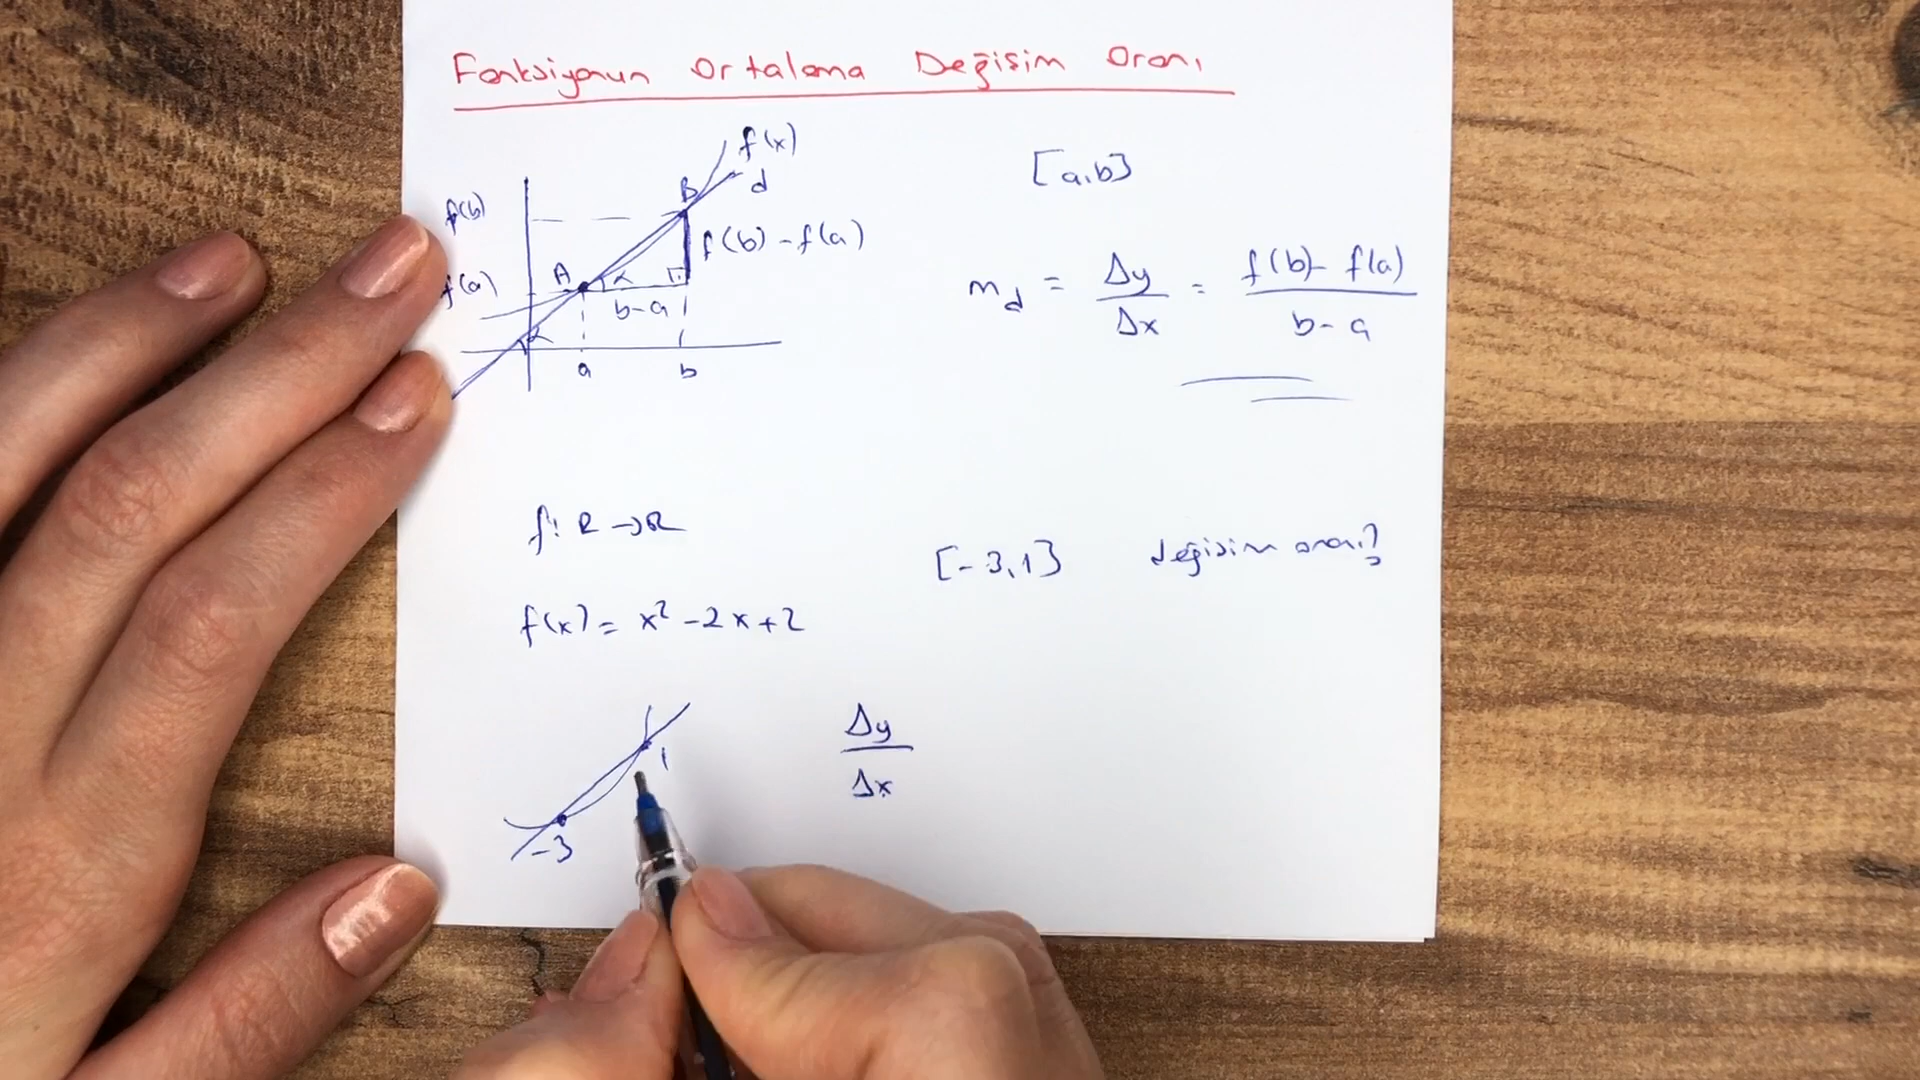 Fonksiyonun Ortalama Değişim Oranı
f(x)
d
B
f(b)
f(b) - f(a)
A
α
f(a)
b-a
α
a
b
[a,b]
m_d = Δy/Δx = f(b) - f(a)/b-a
f: R → R
[-3,1] değişim oranı?
f(x) = x² - 2x + 2
1
-3
Δy/Δx